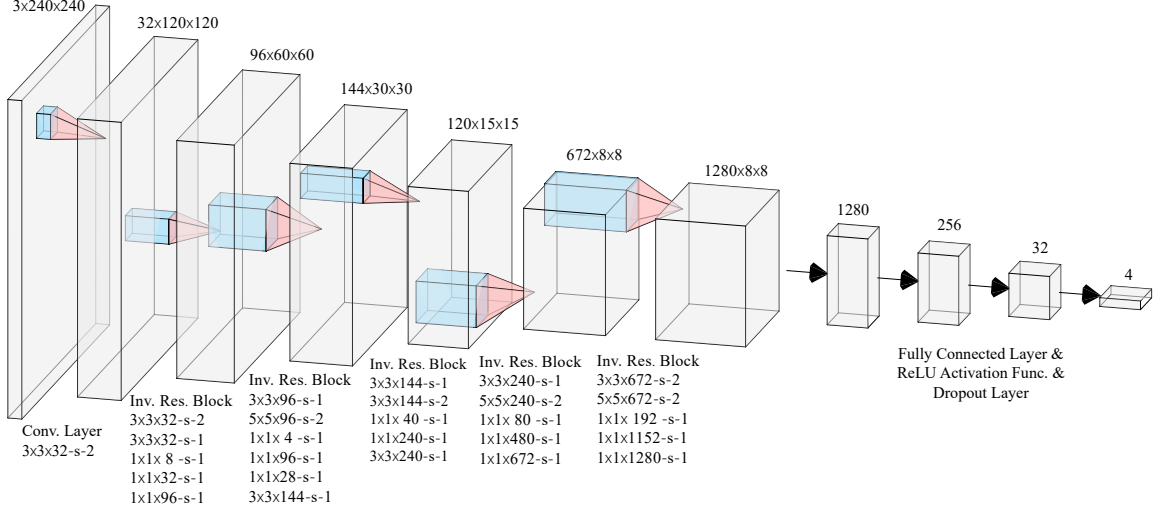 3x240x240
32x120x120
96x60x60
144x30x30
120x15x15
672x8x8
1280x8x8
1280
256
32
4
Conv. Layer
3x3x32-s-2
Inv. Res. Block
3x3x32-s-2
3x3x32-s-1
1x1x 8 -s-1
1x1x32-s-1
1x1x96-s-1
Inv. Res. Block
3x3x96-s-1
5x5x96-s-2
1x1x 4 -s-1
1x1x96-s-1
1x1x28-s-1
3x3x144-s-1
Inv. Res. Block
3x3x144-s-1
3x3x144-s-2
1x1x 40 -s-1
1x1x240-s-1
3x3x240-s-1
Inv. Res. Block
3x3x240-s-1
5x5x240-s-2
1x1x 80 -s-1
1x1x480-s-1
1x1x672-s-1
Inv. Res. Block
3x3x672-s-2
5x5x672-s-2
1x1x 192 -s-1
1x1x1152-s-1
1x1x1280-s-1
Fully Connected Layer &
ReLU Activation Func. &
Dropout Layer